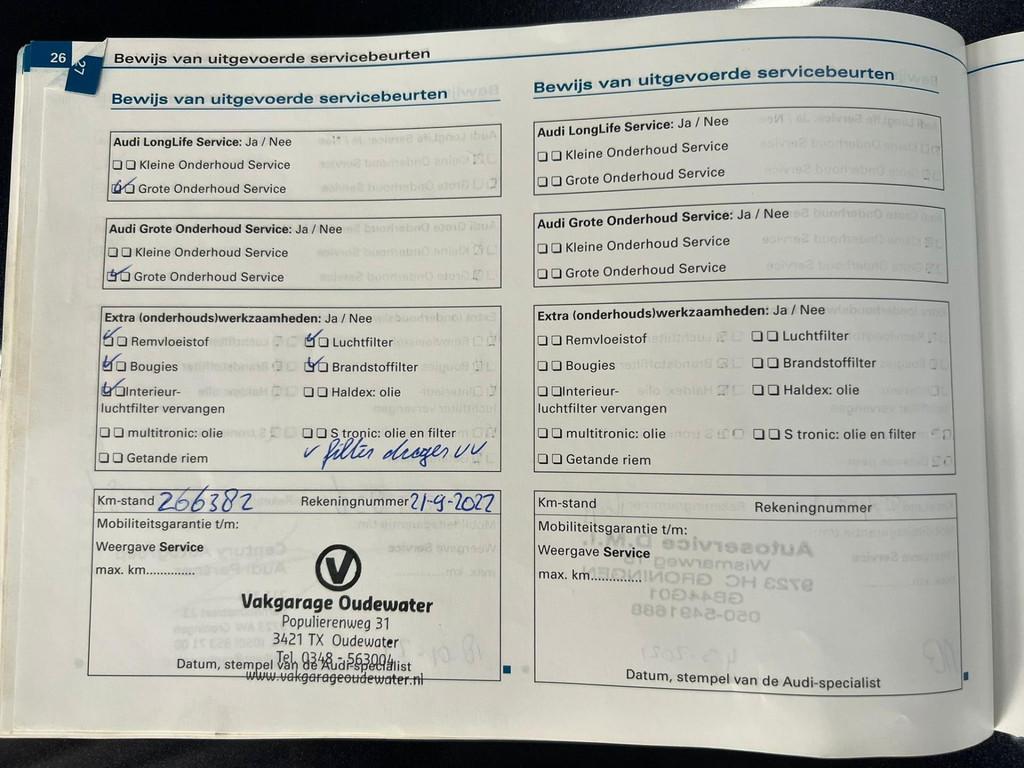 26
27
Bewijs van uitgevoerde servicebeurten
Bewijs van uitgevoerde servicebeurten
Audi LongLife Service: Ja / Nee
Kleine Onderhoud Service
Grote Onderhoud Service
Audi Grote Onderhoud Service: Ja / Nee
Kleine Onderhoud Service
Grote Onderhoud Service
Extra (onderhouds)werkzaamheden: Ja / Nee
Remvloeistof Luchtfilter
Bougies Brandstoffilter
Interieur- Haldex: olie
luchtfilter vervangen
multitronic: olie S tronic: olie en filter
Getande riem filter droger VV
Km-stand 266382 Rekeningnummer 21-9-2022
Mobiliteitsgarantie t/m:
Weergave Service
max. km..............
Vakgarage Oudewater
Populierenweg 31
3421 TX Oudewater
Tel. 0348 - 563004
Datum, stempel van de Audi-specialist
www.vakgarageoudewater.nl
Bewijs van uitgevoerde servicebeurten
Audi LongLife Service: Ja / Nee
Kleine Onderhoud Service
Grote Onderhoud Service
Audi Grote Onderhoud Service: Ja / Nee
Kleine Onderhoud Service
Grote Onderhoud Service
Extra (onderhouds)werkzaamheden: Ja / Nee
Remvloeistof Luchtfilter
Bougies Brandstoffilter
Interieur- Haldex: olie
luchtfilter vervangen
multitronic: olie S tronic: olie en filter
Getande riem
Km-stand Rekeningnummer
Mobiliteitsgarantie t/m:
Weergave Service
max. km..............
Datum, stempel van de Audi-specialist